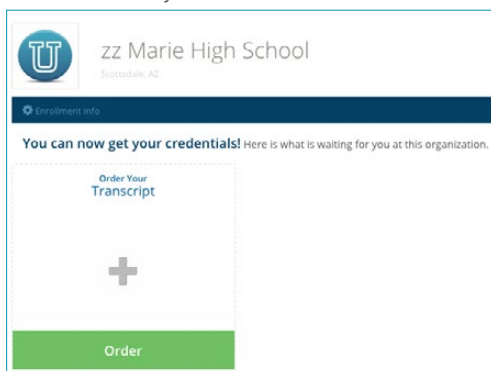 U
zz Marie High School
Scottsdale, AZ
Enrollment Info
You can now get your credentials! Here is what is waiting for you at this organization.
Order Your
Transcript
Order